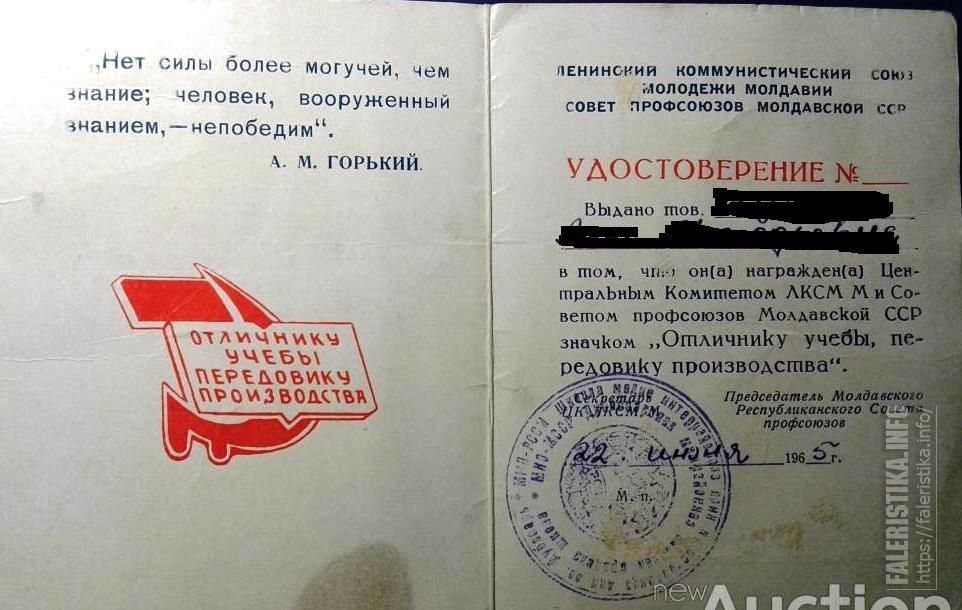 „Нет силы более могучей, чем
знание; человек, вооруженный
знанием,—непобедим“.
А. М. ГОРЬКИЙ.
ОТЛИЧНИКУ
УЧЕБЫ
ПЕРЕДОВИКУ
ПРОИЗВОДСТВА
ЛЕНИНСКИЙ КОММУНИСТИЧЕСКИЙ СОЮЗ
МОЛОДЕЖИ МОЛДАВИИ
СОВЕТ ПРОФСОЮЗОВ МОЛДАВСКОЙ ССР
УДОСТОВЕРЕНИЕ №
Выдано тов.
в том, что он(а) награжден(а) Цен-
тральным Комитетом ЛКСМ М и Со-
ветом профсоюзов Молдавской ССР
значком „Отличнику учебы, пе-
редовику производства“.
Секретарь
ЦК ЛКСМ М
Председатель Молдавского
Республиканского Совета
профсоюзов
22 июня 1965 г.
М. п.
FALERISTIKA.INFO
https://faleristika.info/
newAuction